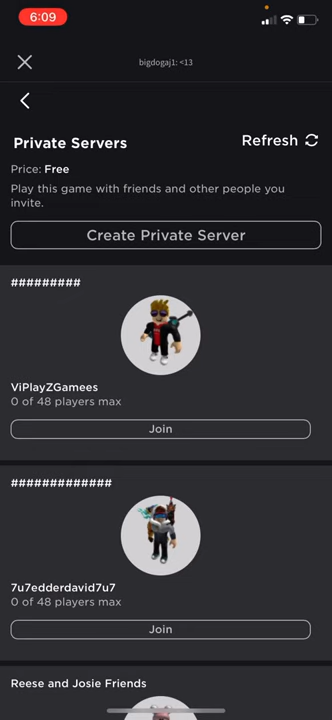 6:09
bigdogaj1: <13
Private Servers
Refresh
Price: Free
Play this game with friends and other people you
invite.
Create Private Server
#########
ViPlayZGamees
0 of 48 players max
Join
#############
7u7edderdavid7u7
0 of 48 players max
Join
Reese and Josie Friends